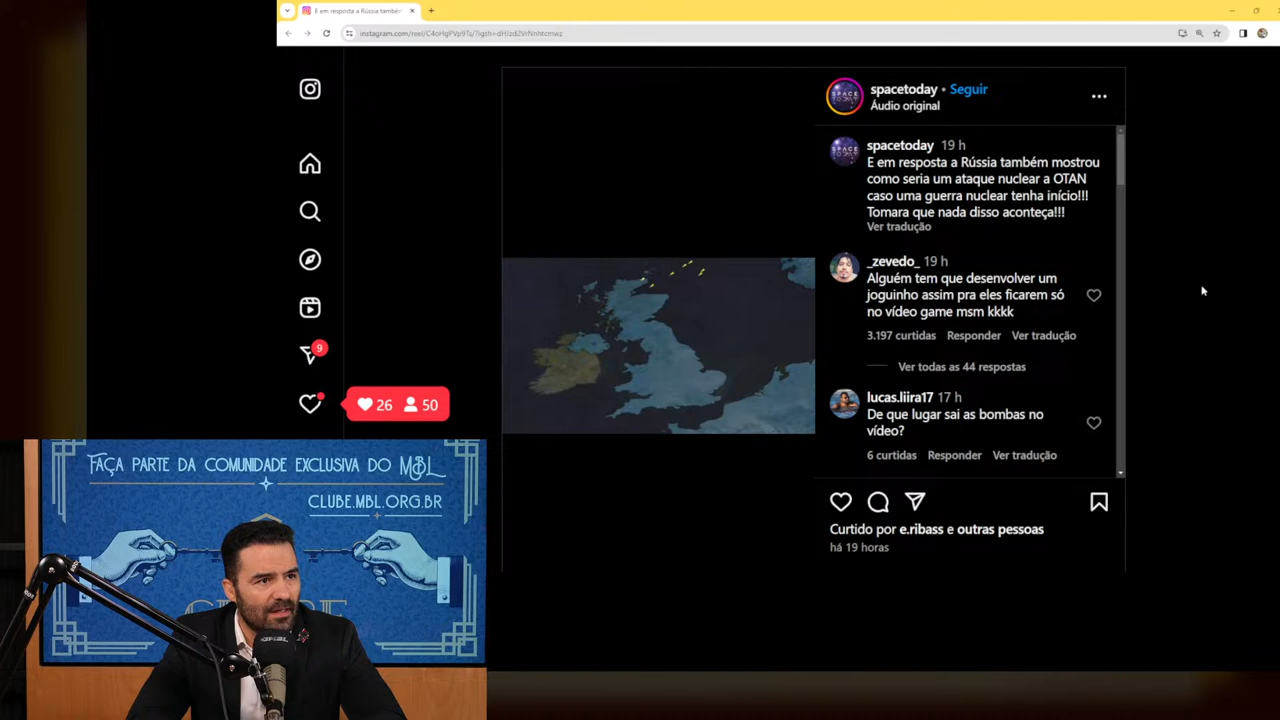 E em resposta a Rússia també
instagram.com/reel/C4oHgPVp9Ts/?igsh=dHlzd2VrNnhtcmwz
spacetoday • Seguir
Áudio original
spacetoday 19 h
E em resposta a Rússia também mostrou
como seria um ataque nuclear a OTAN
caso uma guerra nuclear tenha início!!!
Tomara que nada disso aconteça!!!
Ver tradução
_zevedo_ 19 h
Alguém tem que desenvolver um
joguinho assim pra eles ficarem só
no vídeo game msm kkkk
3.197 curtidas Responder Ver tradução
Ver todas as 44 respostas
lucas.liira17 17 h
De que lugar sai as bombas no
vídeo?
6 curtidas Responder Ver tradução
Curtido por e.ribass e outras pessoas
há 19 horas
9
26 50
SPACE
TODAY
FAÇA PARTE DA COMUNIDADE EXCLUSIVA DO MBL
CLUBE.MBL.ORG.BR